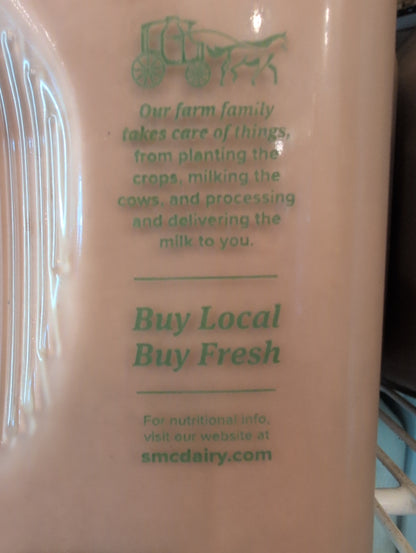 Our farm family
takes care of things,
from planting the
crops, milking the
cows, and processing
and delivering the
milk to you.
Buy Local
Buy Fresh
For nutritional info,
visit our website at
smcdairy.com